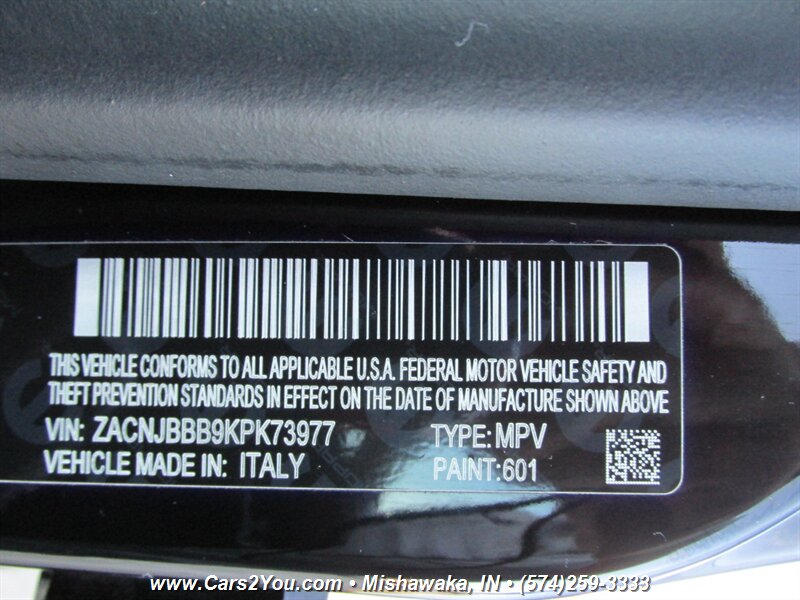 THIS VEHICLE CONFORMS TO ALL APPLICABLE U.S.A. FEDERAL MOTOR VEHICLE SAFETY AND
THEFT PREVENTION STANDARDS IN EFFECT ON THE DATE OF MANUFACTURE SHOWN ABOVE
VIN: ZACNJBBB9KPK73977 TYPE: MPV
VEHICLE MADE IN: ITALY PAINT: 601
www.Cars2You.com • Mishawaka, IN • (574)259-3333